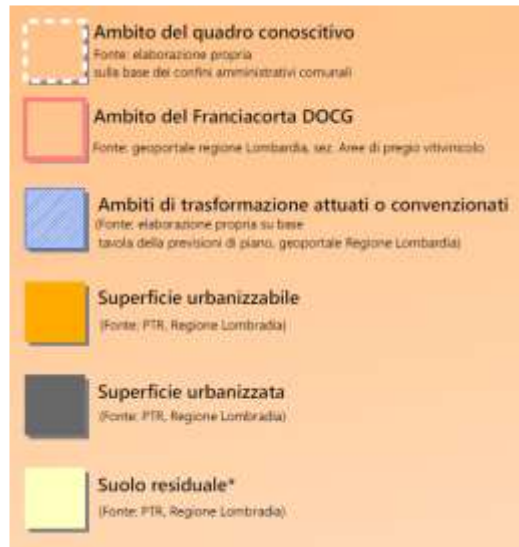 Ambito del quadro conoscitivo
Fonte: elaborazione propria
sulla base dei confini amministrativi comunali
Ambito del Franciacorta DOCG
Fonte: geoportale regione Lombardia, sez. Aree di pregio vitivinicolo
Ambiti di trasformazione attuati o convenzionati
(Fonte: elaborazione propria su base
tavola della previsioni di piano, geoportale Regione Lombardia)
Superficie urbanizzabile
(Fonte: PTR, Regione Lombradia)
Superficie urbanizzata
(Fonte: PTR, Regione Lombradia)
Suolo residuale*
(Fonte: PTR, Regione Lombradia)